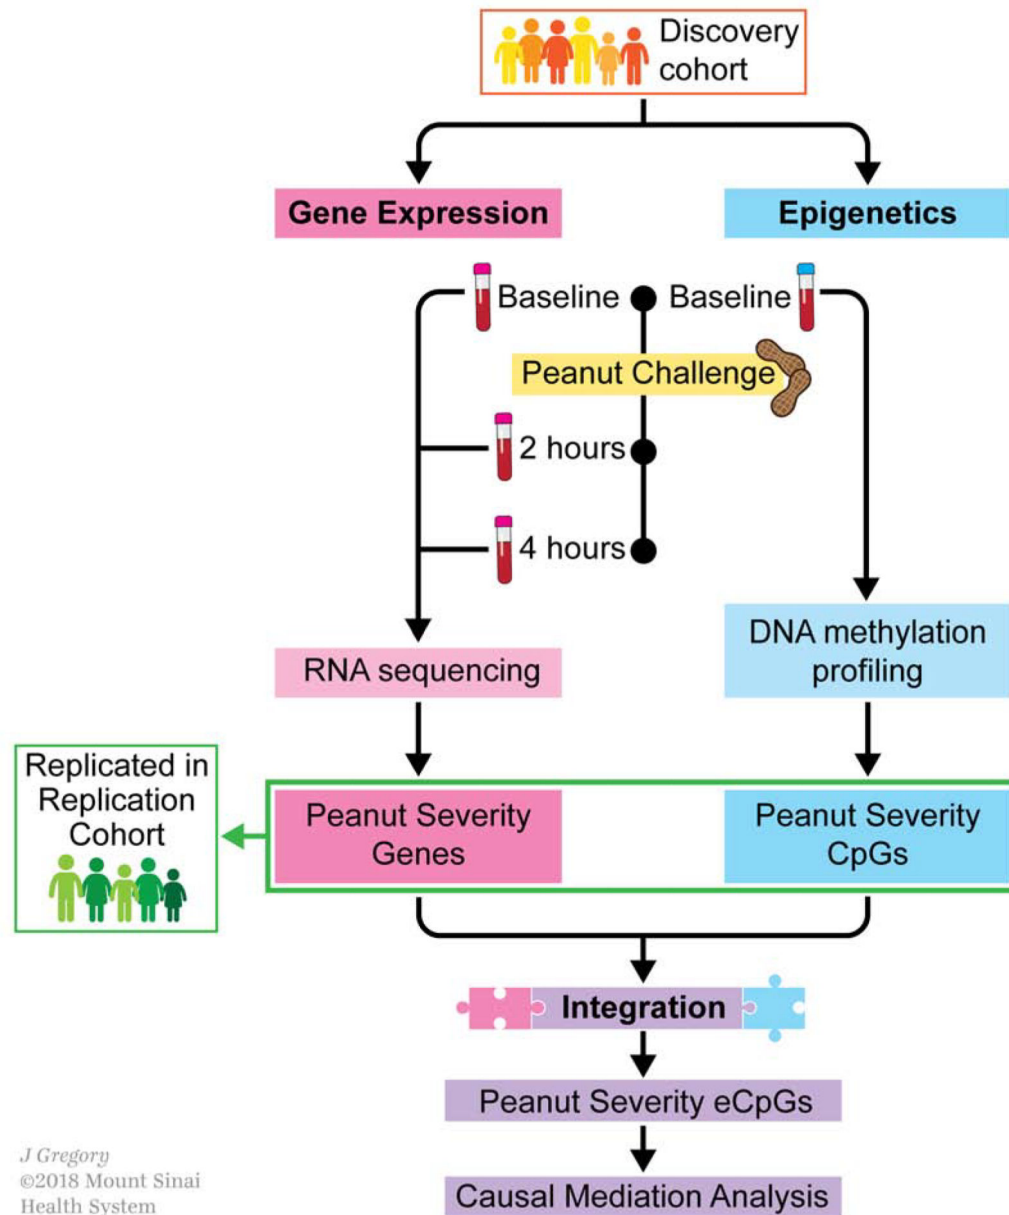 Discovery
cohort
Gene Expression
Epigenetics
Baseline
Baseline
Peanut Challenge
2 hours
4 hours
RNA sequencing
DNA methylation
profiling
Replicated in
Replication
Cohort
Peanut Severity
Genes
Peanut Severity
CpGs
Integration
Peanut Severity eCpGs
Causal Mediation Analysis
J Gregory
©2018 Mount Sinai
Health System